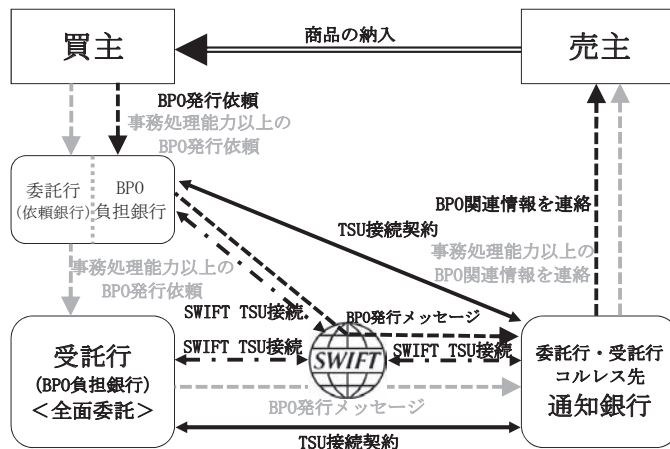 買主
商品の納入
売主
BPO発行依頼
事務処理能力以上の
BPO発行依頼
委託行
(依頼銀行)
BPO
負担銀行
BPO関連情報を連絡
TSU接続契約
事務処理能力以上の
BPO関連情報を連絡
事務処理能力以上の
BPO発行依頼
SWIFT TSU接続
BPO発行メッセージ
受託行
(BPO負担銀行)
<全面委託>
SWIFT TSU接続
SWIFT
SWIFT TSU接続
委託行・受託行
コルレス先
通知銀行
BPO発行メッセージ
TSU接続契約